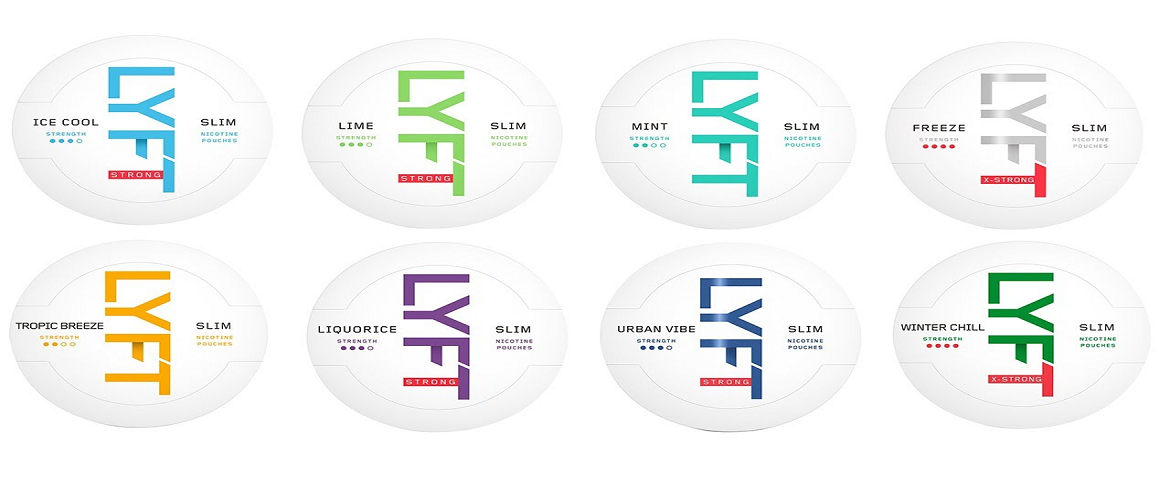 ICE COOL
STRENGTH
LYFT
STRONG
SLIM
NICOTINE
POUCHES
LIME
STRENGTH
LYFT
STRONG
SLIM
NICOTINE
POUCHES
MINT
STRENGTH
LYFT
SLIM
NICOTINE
POUCHES
FREEZE
STRENGTH
LYFT
X-STRONG
SLIM
NICOTINE
POUCHES
TROPIC BREEZE
STRENGTH
LYFT
SLIM
NICOTINE
POUCHES
LIQUORICE
STRENGTH
LYFT
STRONG
SLIM
NICOTINE
POUCHES
URBAN VIBE
STRENGTH
LYFT
STRONG
SLIM
NICOTINE
POUCHES
WINTER CHILL
STRENGTH
LYFT
X-STRONG
SLIM
NICOTINE
POUCHES